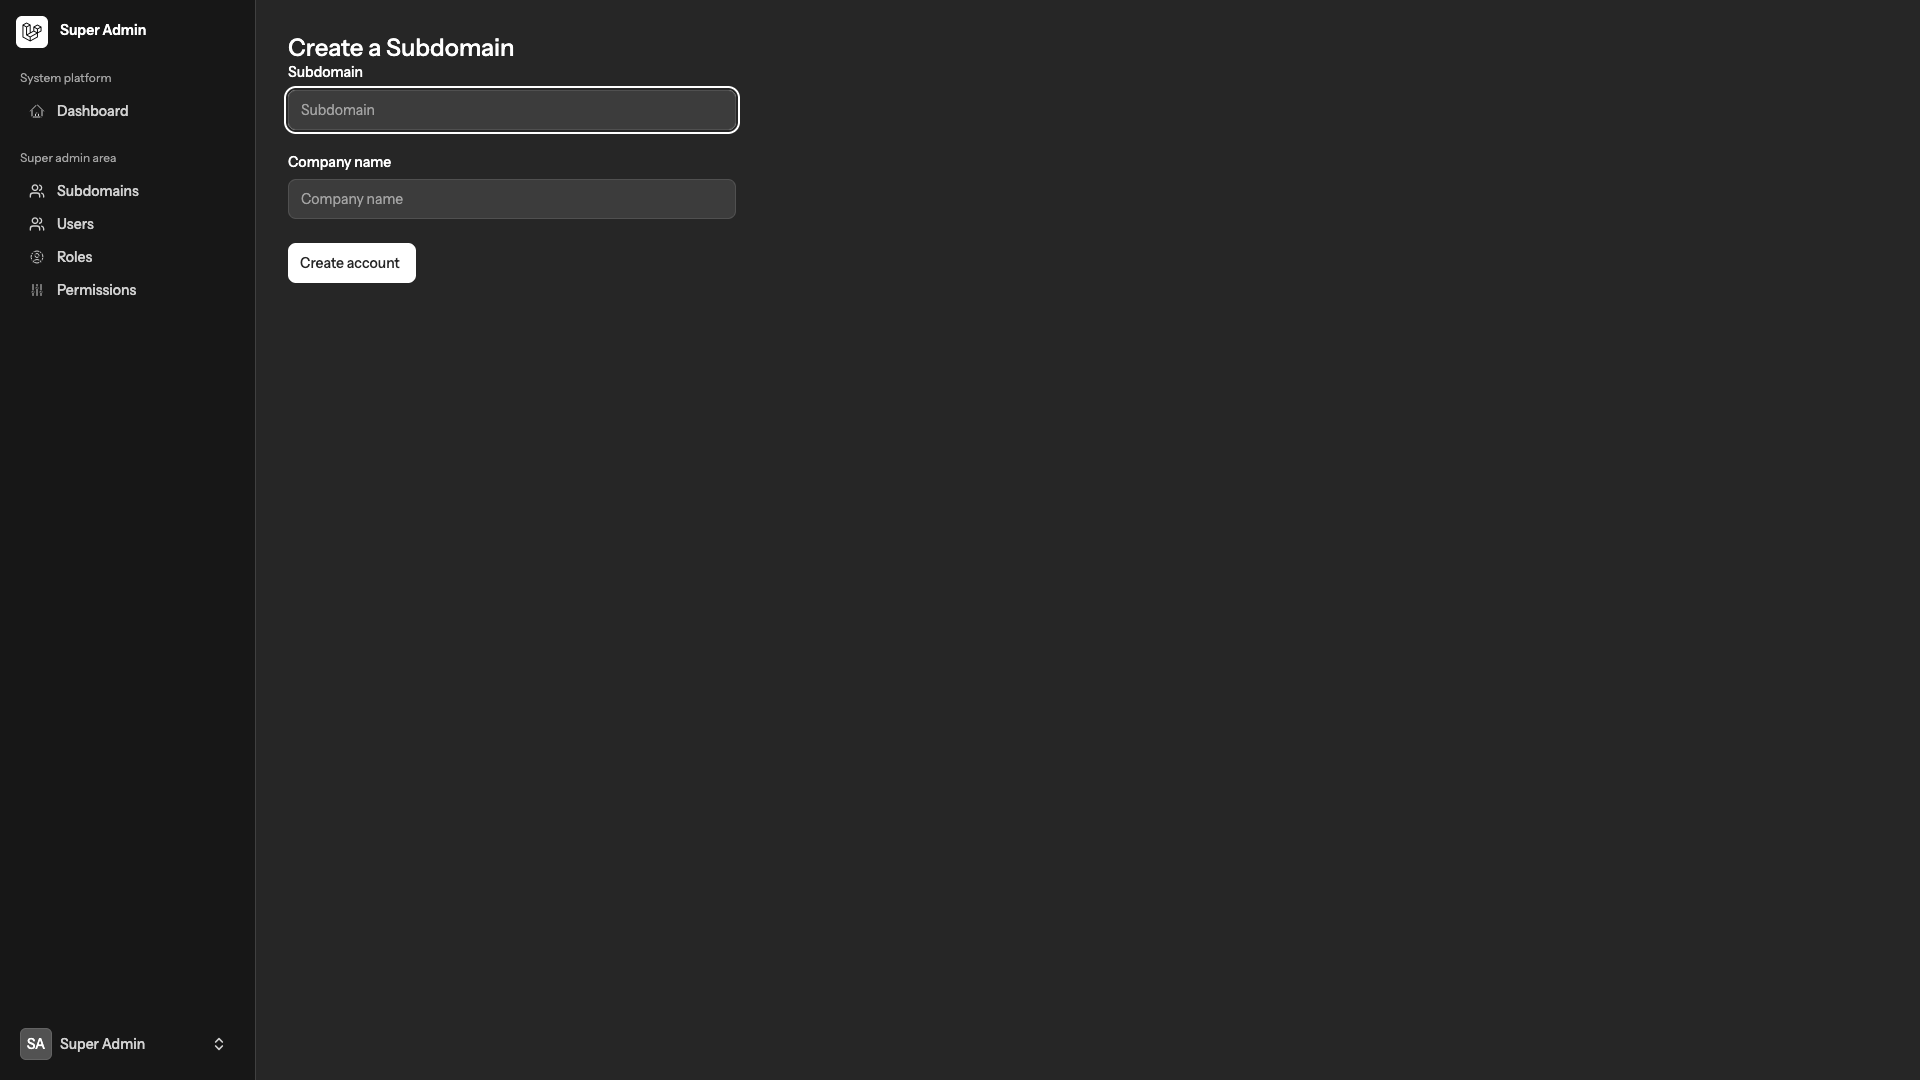 Super Admin
System platform
Dashboard
Super admin area
Subdomains
Users
Roles
Permissions
SA Super Admin
Create a Subdomain
Subdomain
Subdomain
Company name
Company name
Create account